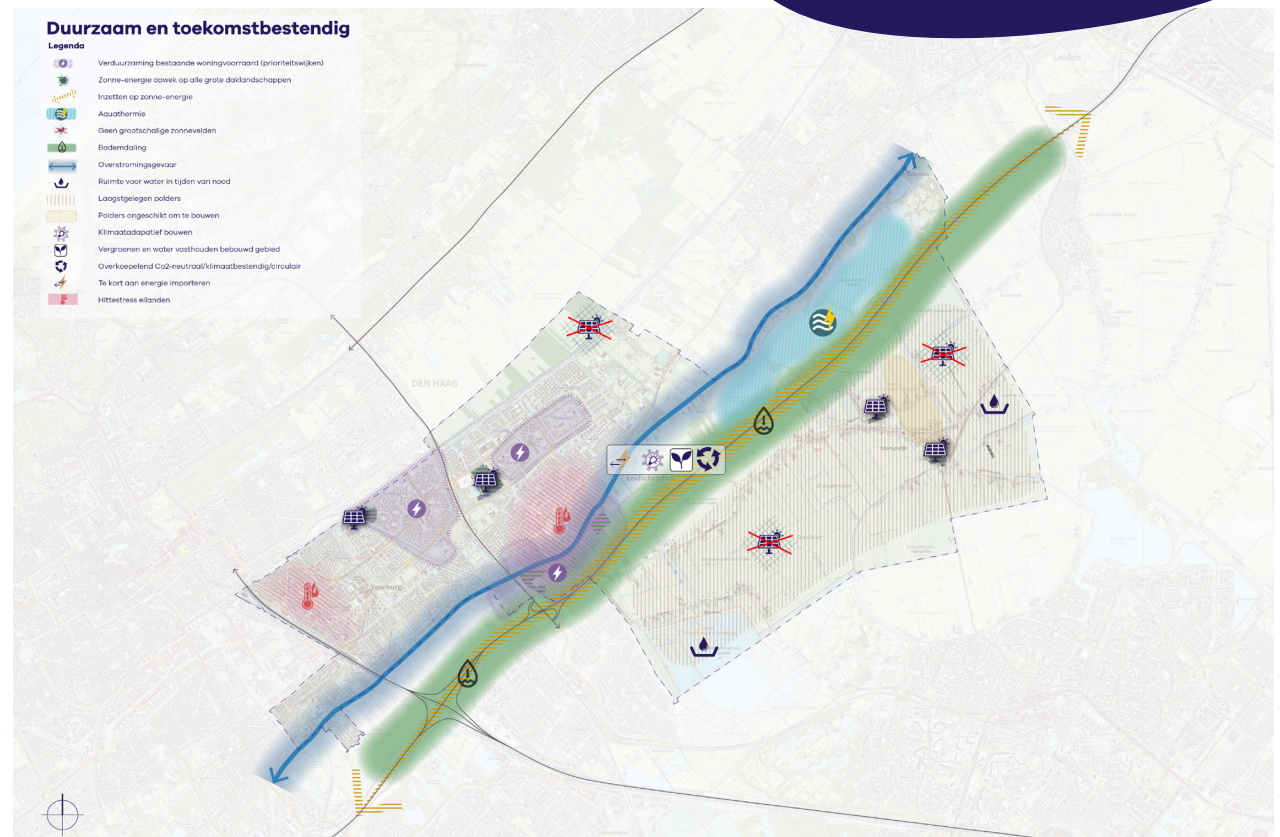 Duurzaam en toekomstbestendig
Legenda
Verduurzaming bestaande woningvoorraard (prioriteitswijken)
Zonne-energie opwek op alle grote daklandschappen
Inzetten op zonne-energie
Aquathermie
Geen grootschalige zonnevelden
Bodemdaling
Overstromingsgevaar
Ruimte voor water in tijden van nood
Laagstgelegen polders
Polders ongeschikt om te bouwen
Klimaatadapatief bouwen
Vergroenen en water vasthouden bebouwd gebied
Overkoepelend Co2-neutraal/klimaatbestendig/circulair
Te kort aan energie importeren
Hittestress eilanden
Leiden
DEN HAAG
Leidschendam
Voorburg